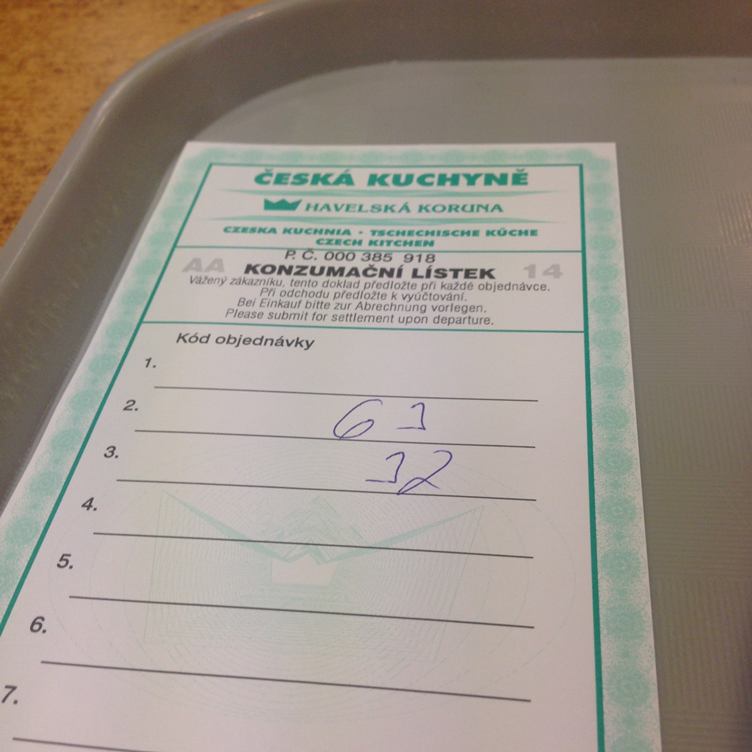 ČESKÁ KUCHYNĚ
HAVELSKÁ KORUNA
CZESKA KUCHNIA • TSCHECHISCHE KÜCHE
CZECH KITCHEN
P. Č. 000 385 918
AA KONZUMAČNÍ LÍSTEK 14
Vážený zákazníku, tento doklad předložte při každé objednávce.
Při odchodu předložte k vyúčtování.
Bei Einkauf bitte zur Abrechnung vorlegen.
Please submit for settlement upon departure.
Kód objednávky
1.
2. 61
3. 32
4.
5.
6.
7.